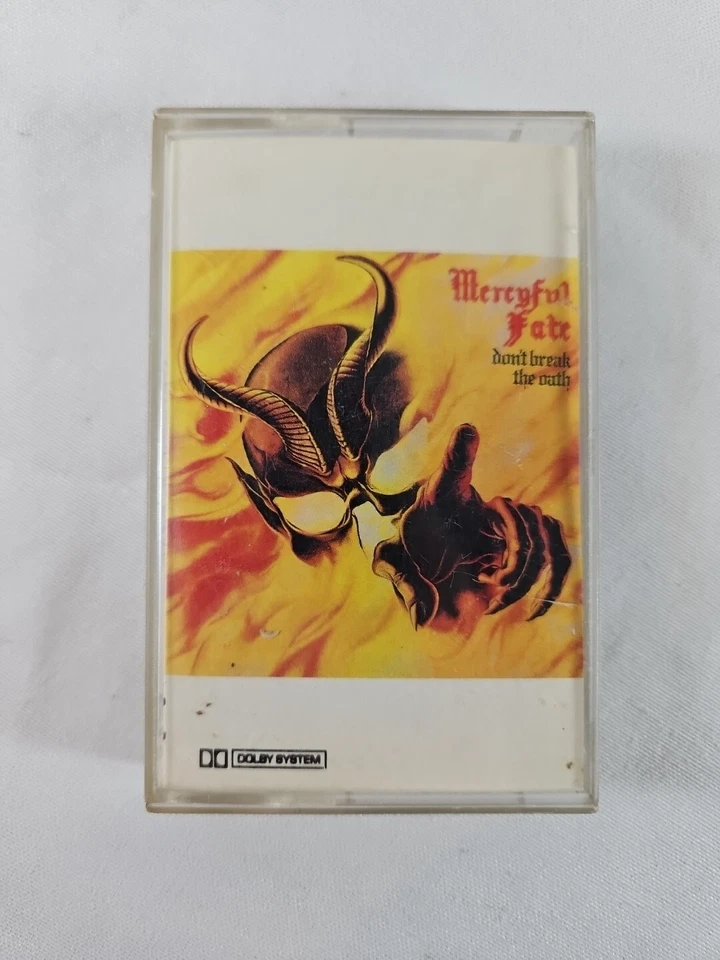 Mercyful
Fate
don't break
the oath
DOLBY SYSTEM